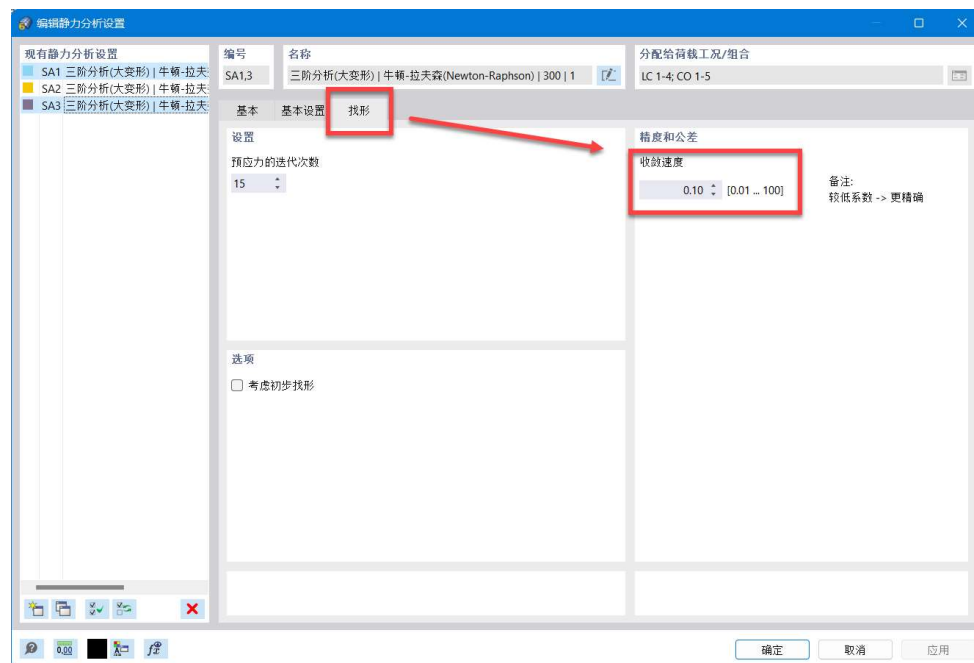 编辑静力分析设置
现有静力分析设置
SA1 三阶分析(大变形) | 牛顿-拉夫
SA2 三阶分析(大变形) | 牛顿-拉夫
SA3 三阶分析(大变形) | 牛顿-拉夫
编号
SA1,3
名称
三阶分析(大变形) | 牛顿-拉夫森(Newton-Raphson) | 300 | 1
分配给荷载工况/组合
LC 1-4; CO 1-5
基本 基本设置 找形
设置
预应力的迭代次数
15
精度和公差
收敛速度
0.10 [0.01 ... 100]
备注:
较低系数 -> 更精确
选项
考虑初步找形
0,00
确定 取消 应用